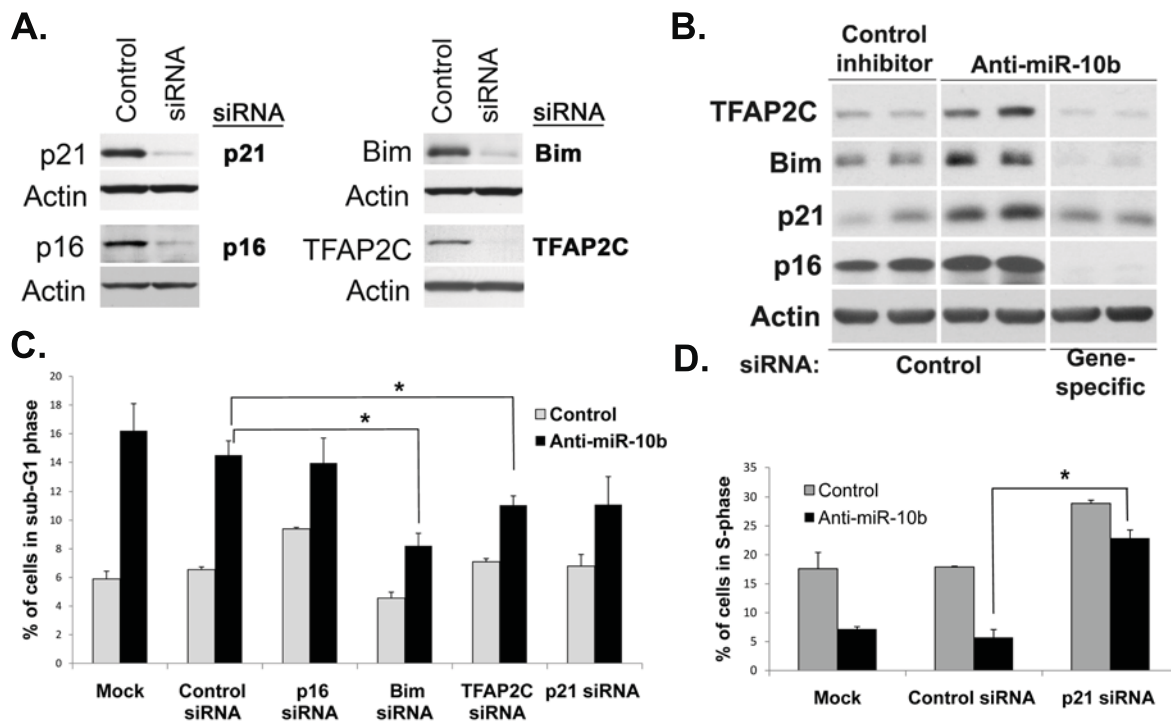 A.
Control
siRNA
siRNA
p21
p21
Actin
p16
p16
Actin
Control
siRNA
siRNA
Bim
Bim
Actin
TFAP2C
TFAP2C
Actin
B.
Control
inhibitor
Anti-miR-10b
TFAP2C
Bim
p21
p16
Actin
siRNA:
Control
Gene-
specific
C.
% of cells in sub-G1 phase
20
18
16
14
12
10
8
6
4
2
0
*
*
Control
Anti-miR-10b
Mock
Control
siRNA
p16
siRNA
Bim
siRNA
TFAP2C
siRNA
p21 siRNA
D.
% of cells in S-phase
35
30
25
20
15
10
5
0
Control
Anti-miR-10b
*
Mock
Control siRNA
p21 siRNA